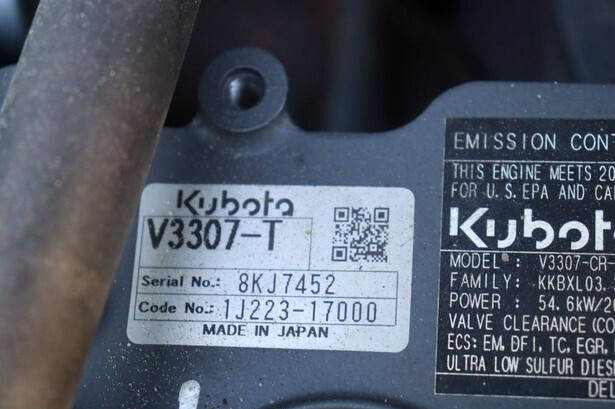 Kubota
V3307-T
Serial No.: 8KJ7452
Code No.: 1J223-17000
MADE IN JAPAN
EMISSION CONT
THIS ENGINE MEETS 20
FOR U.S. EPA AND CA
Kubota
MODEL : V3307-CR-
FAMILY : KKBXL03.
POWER : 54.6kW/2
VALVE CLEARANCE (CO
ECS: EM, DFI, TC, EGR,
ULTRA LOW SULFUR DIES